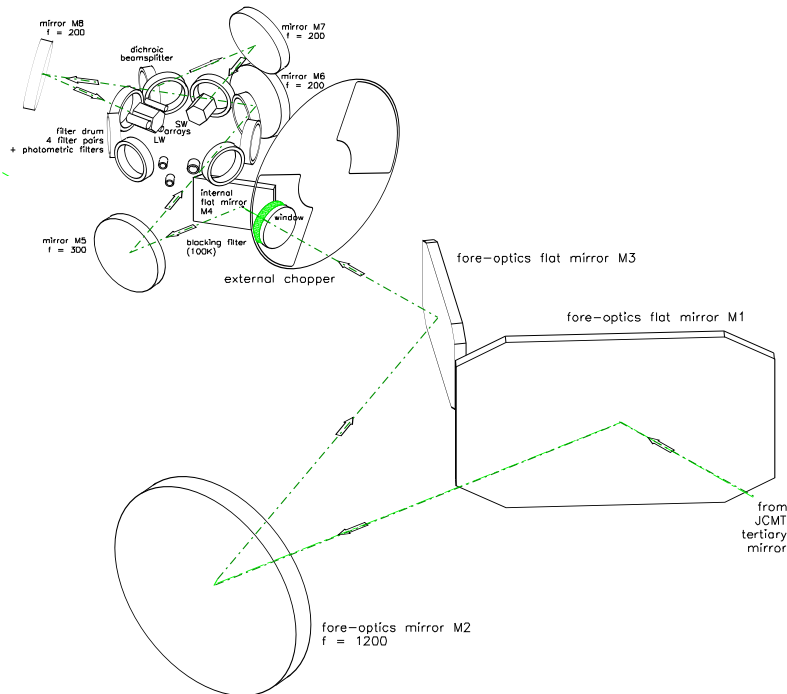 mirror M8
f = 200
mirror M7
f = 200
dichroic
beamsplitter
mirror M6
f = 200
SW
arrays
LW
filter drum
4 filter pairs
+ photometric filters
internal
flat mirror
M4
window
mirror M5
f = 300
blacking filter
(100K)
external chopper
fore-optics flat mirror M3
fore-optics flat mirror M1
from
JCMT
tertiary
mirror
fore-optics mirror M2
f = 1200